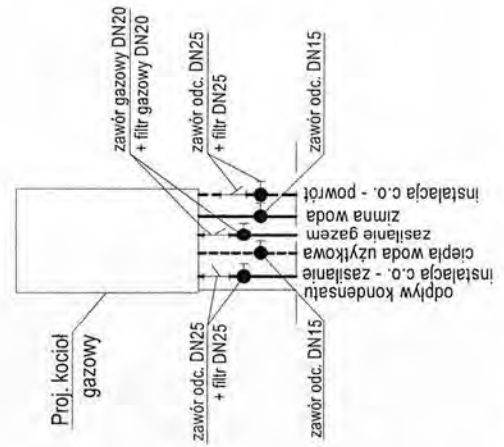 Proj. kocioł
gazowy
zawór gazowy DN20
+ filtr gazowy DN20
zawór odc. DN25
+ filtr DN25
zawór odc. DN15
zawór odc. DN25
+ filtr DN25
zawór odc. DN15
odpływ kondensatu
instalacja c.o. - zasilanie
ciepła woda użytkowa
zasilanie gazem
zimna woda
instalacja c.o. - powrót